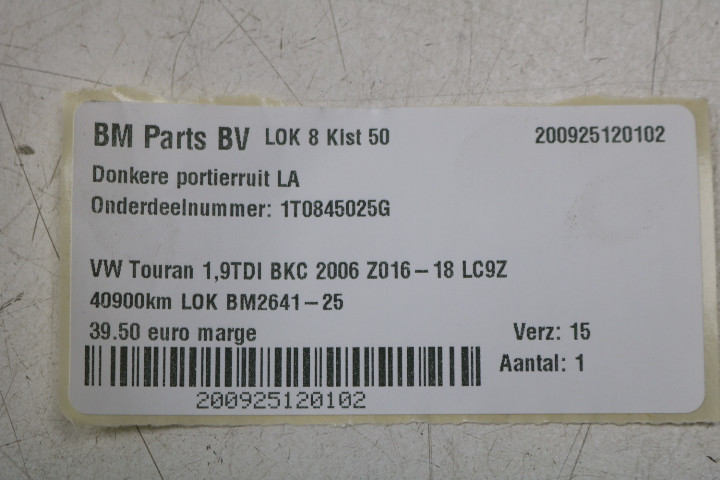 BM Parts BV LOK 8 Kist 50 200925120102
Donkere portierruit LA
Onderdeelnummer: 1T0845025G
VW Touran 1,9TDI BKC 2006 Z016-18 LC9Z
40900km LOK BM2641-25
39.50 euro marge Verz: 15
Aantal: 1
200925120102